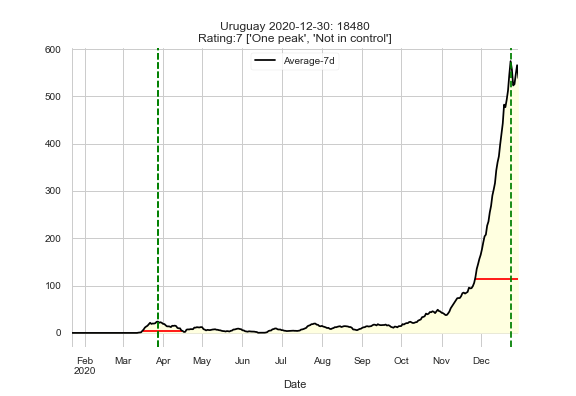 Uruguay 2020-12-30: 18480
Rating:7 ['One peak', 'Not in control']
Average-7d
600
500
400
300
200
100
0
Feb Mar Apr May Jun Jul Aug Sep Oct Nov Dec
2020
Date